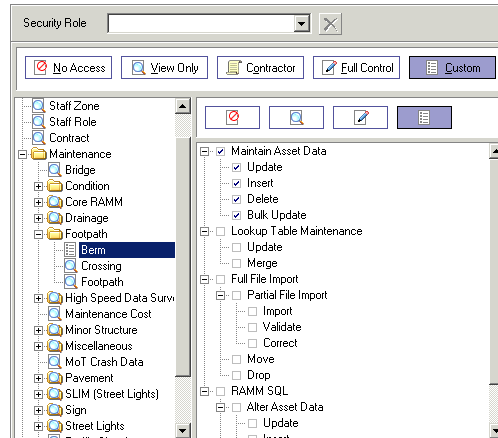 Security Role
No Access
View Only
Contractor
Full Control
Custom
Staff Zone
Staff Role
Contract
Maintenance
Bridge
Condition
Core RAMM
Drainage
Footpath
Berm
Crossing
Footpath
High Speed Data Surv
Maintenance Cost
Minor Structure
Miscellaneous
MoT Crash Data
Pavement
SLIM (Street Lights)
Sign
Street Lights
Maintain Asset Data
Update
Insert
Delete
Bulk Update
Lookup Table Maintenance
Update
Merge
Full File Import
Partial File Import
Import
Validate
Correct
Move
Drop
RAMM SQL
Alter Asset Data
Update
Insert